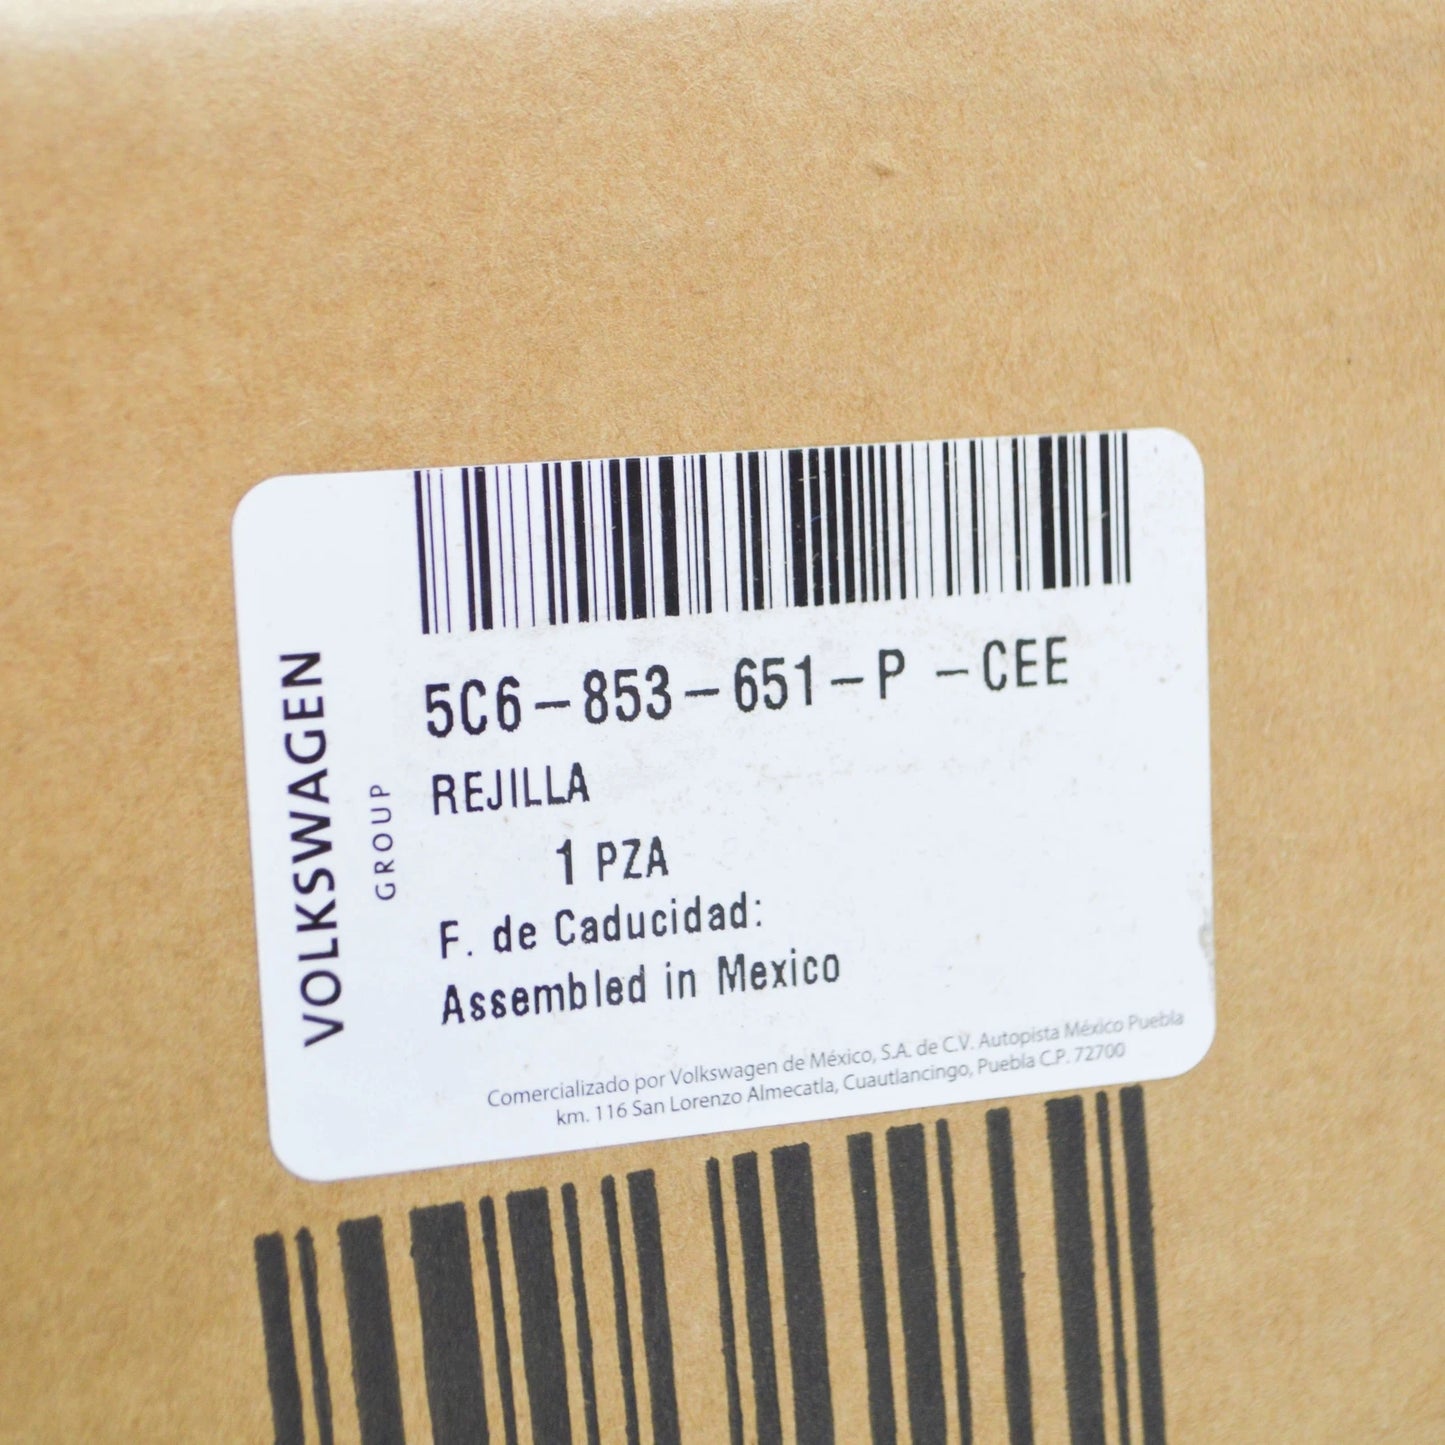 VOLKSWAGEN
GROUP
5C6-853-651-P -CEE
REJILLA
1 PZA
F. de Caducidad:
Assembled in Mexico
Comercializado por Volkswagen de México, S.A. de C.V. Autopista México Puebla
km. 116 San Lorenzo Almecatla, Cuautlancingo, Puebla C.P. 72700